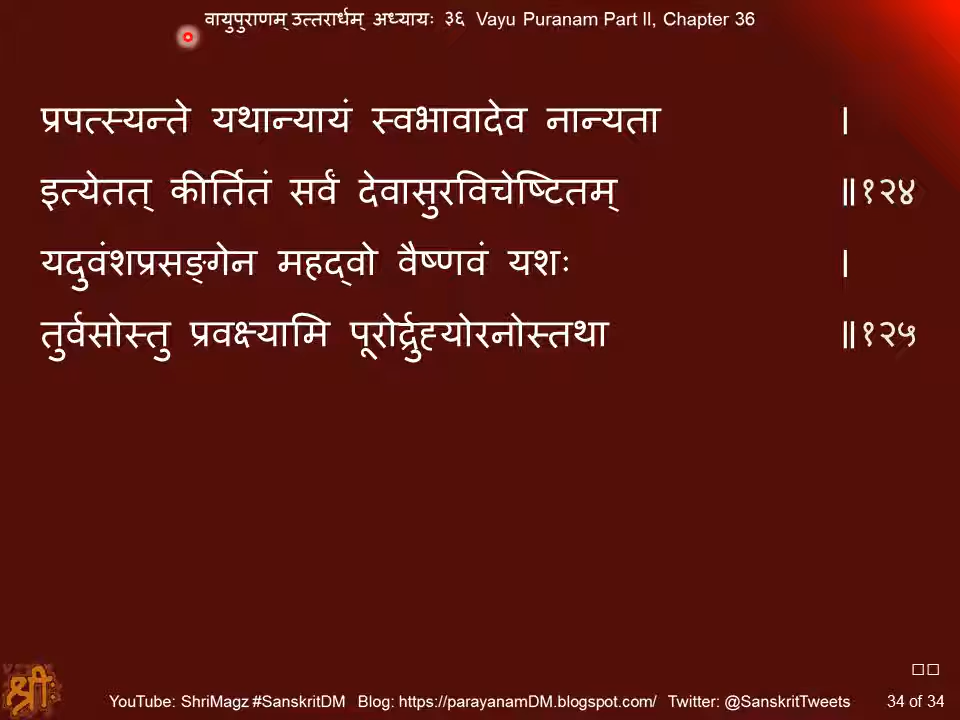 वायुपुराणम् उत्तरार्धम् अध्यायः ३६ Vayu Puranam Part II, Chapter 36
प्रपत्स्यन्ते यथान्यायं स्वभावादेव नान्यता ।
इत्येतत् कीर्तितं सर्वं देवासुरविचेष्टितम् ॥१२४
यदुवंशप्रसङ्गेन महद्वो वैष्णवं यशः ।
तुर्वसोस्तु प्रवक्ष्यामि पूरोर्द्रुह्योरनोस्तथा ॥१२५
श्रीः
YouTube: ShriMagz #SanskritDM Blog: https://parayanamDM.blogspot.com/ Twitter: @SanskritTweets 34 of 34